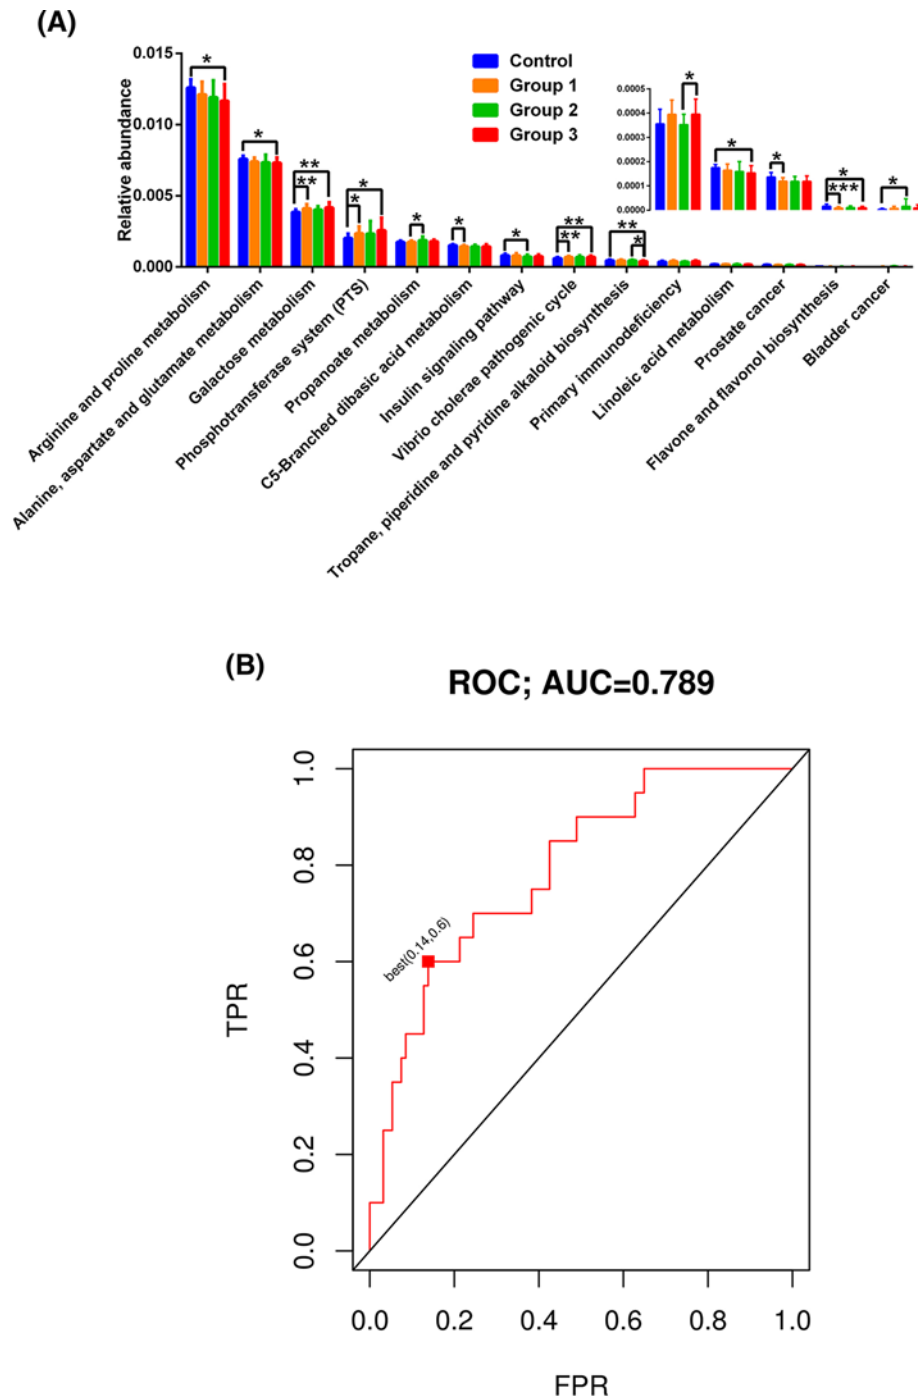 (A)
Relative abundance
0.015
0.010
0.005
0.000
Control
Group 1
Group 2
Group 3
0.0005
0.0004
0.0003
0.0002
0.0001
0.0000
*
*
**
**
*
*
*
*
*
**
**
**
*
*
*
*
*
***
*
Arginine and proline metabolism
Alanine, aspartate and glutamate metabolism
Galactose metabolism
Phosphotransferase system (PTS)
Propanoate metabolism
C5-Branched dibasic acid metabolism
Insulin signaling pathway
Vibrio cholerae pathogenic cycle
Tropane, piperidine and pyridine alkaloid biosynthesis
Primary immunodeficiency
Linoleic acid metabolism
Prostate cancer
Flavone and flavonol biosynthesis
Bladder cancer
(B)
ROC; AUC=0.789
TPR
1.0
0.8
0.6
0.4
0.2
0.0
best(0.14,0.6)
0.0 0.2 0.4 0.6 0.8 1.0
FPR